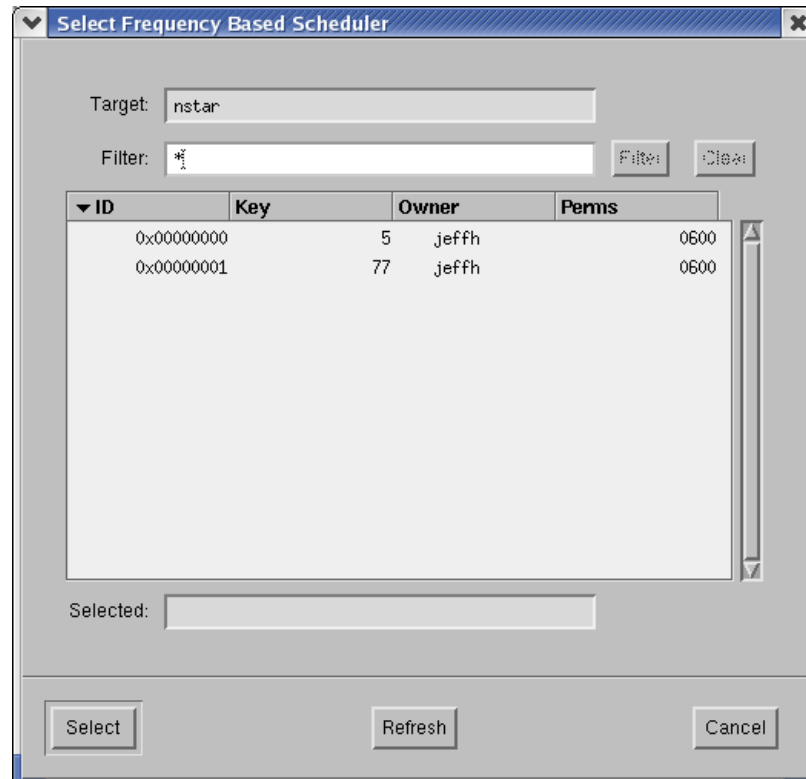 Select Frequency Based Scheduler
Target: nstar
Filter: * Filter Clear
ID Key Owner Perms
0x00000000 5 jeffh 0600
0x00000001 77 jeffh 0600
Selected:
Select Refresh Cancel